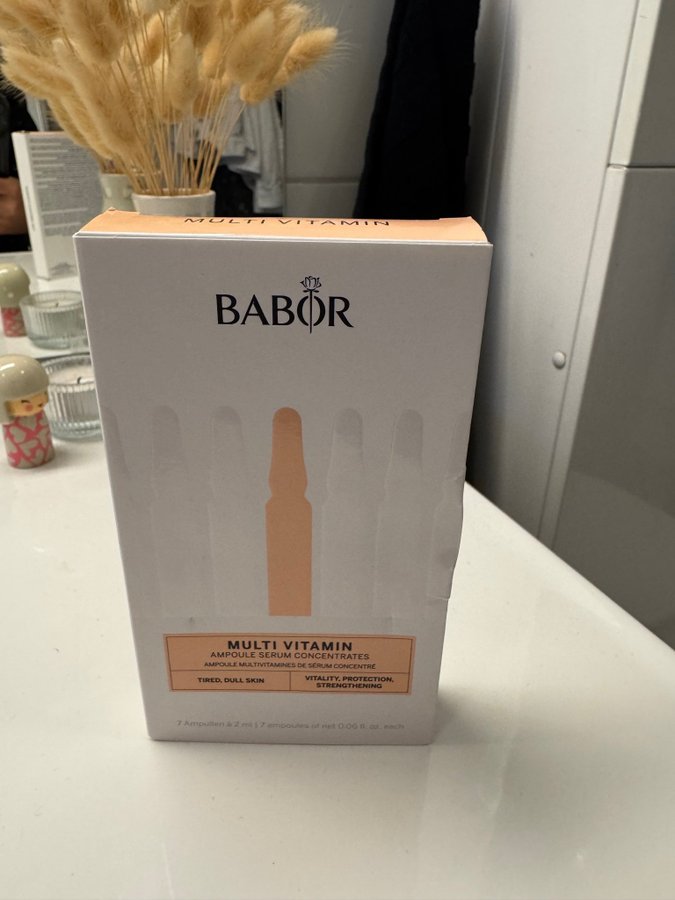 MULTI VITAMIN
BABOR
MULTI VITAMIN
AMPOULE SERUM CONCENTRATES
AMPOULE MULTIVITAMINES DE SÉRUM CONCENTRÉ
TIRED, DULL SKIN
VITALITY, PROTECTION,
STRENGTHENING
7 Ampullen à 2 ml | 7 ampoules of net 0.06 fl. oz. each